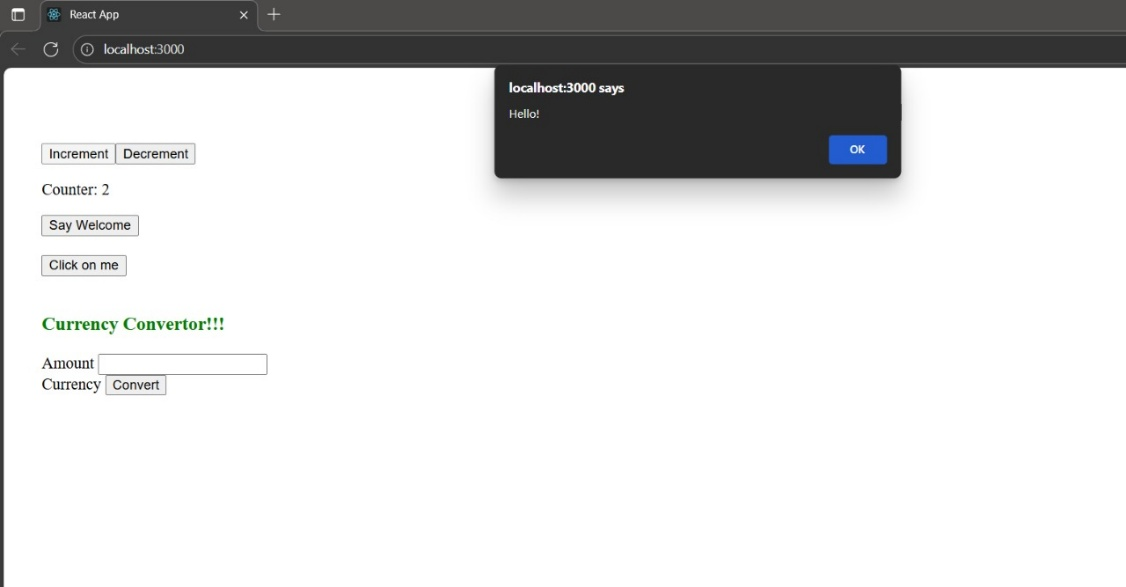 React App
localhost:3000
localhost:3000 says
Hello!
OK
Increment Decrement
Counter: 2
Say Welcome
Click on me
Currency Convertor!!!
Amount
Currency Convert